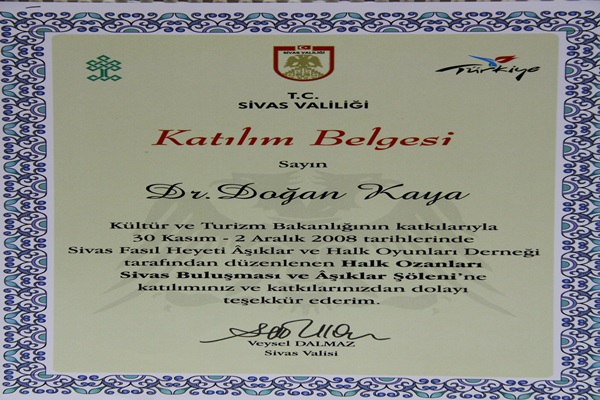 SİVAS VALİLİĞİ
Türkiye
T.C.
SİVAS VALİLİĞİ
Katılım Belgesi
Sayın
Dr. Doğan Kaya
Kültür ve Turizm Bakanlığının katkılarıyla
30 Kasım - 2 Aralık 2008 tarihlerinde
Sivas Fasıl Heyeti Âşıklar ve Halk Oyunları Derneği
tarafından düzenlenen Halk Ozanları
Sivas Buluşması ve Âşıklar Şöleni'ne
katılımınız ve katkılarınızdan dolayı
teşekkür ederim.
Veysel DALMAZ
Sivas Valisi